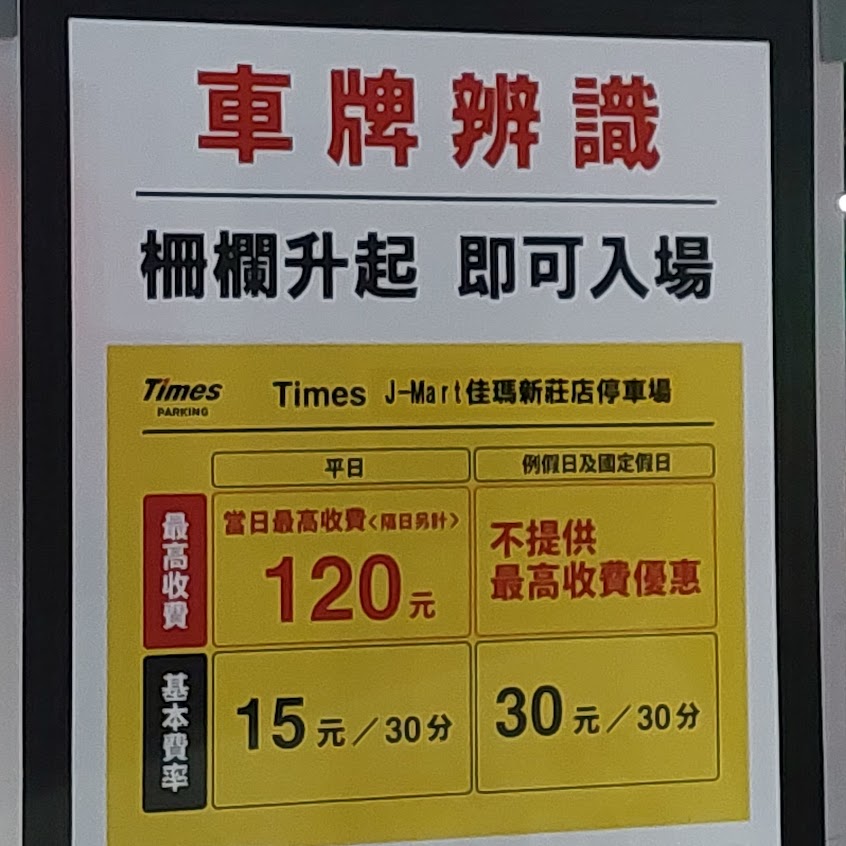 車牌辨識
柵欄升起 即可入場
Times PARKING
Times J-Mart佳瑪新莊店停車場
平日
例假日及國定假日
最高收費
當日最高收費<隔日另計>
120元
不提供
最高收費優惠
基本費率
15元/30分
30元/30分